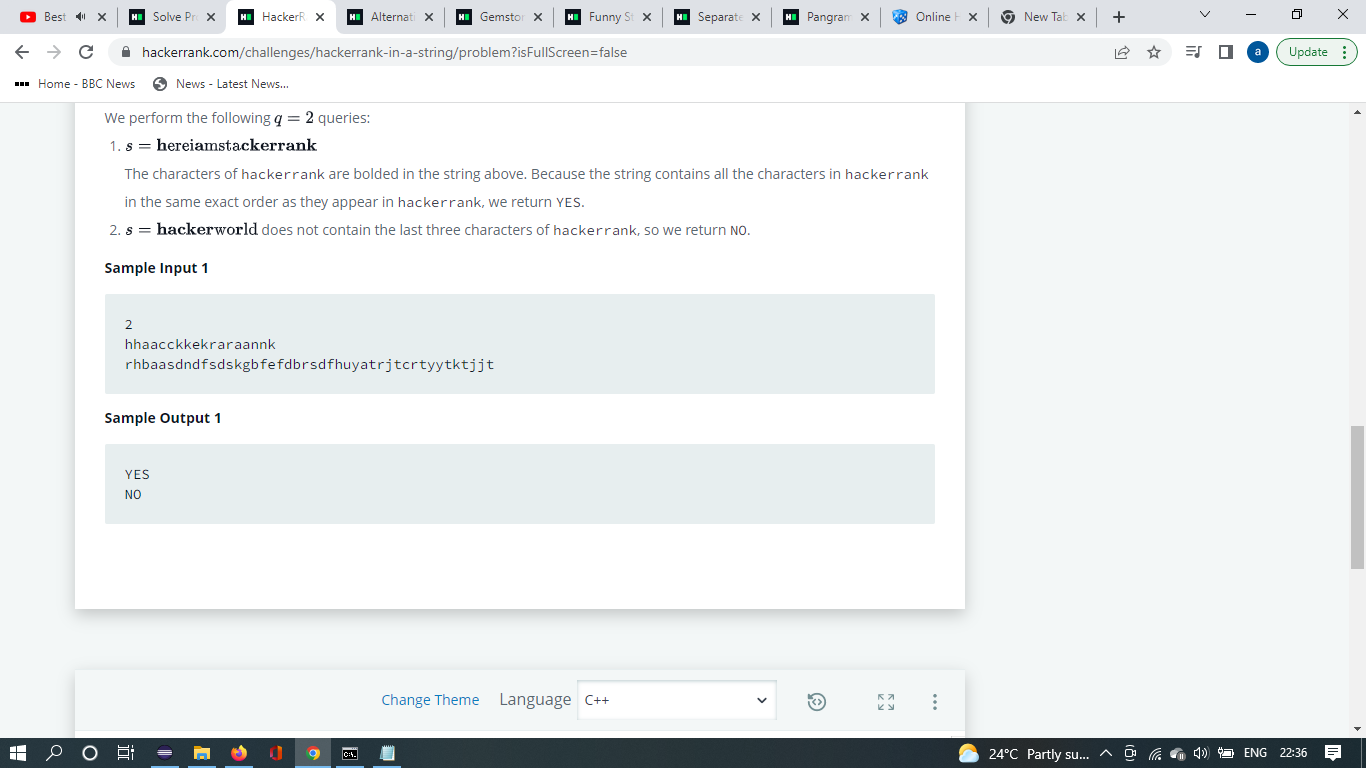 Best
Solve Pr
HackerR
Alternati
Gemstor
Funny St
Separate
Pangram
Online H
New Tab
hackerrank.com/challenges/hackerrank-in-a-string/problem?isFullScreen=false
a
Update
Home - BBC News
News - Latest News...
We perform the following q = 2 queries:
1. s = hereiamstackerrank
The characters of hackerrank are bolded in the string above. Because the string contains all the characters in hackerrank
in the same exact order as they appear in hackerrank, we return YES.
2. s = hackerworld does not contain the last three characters of hackerrank, so we return NO.
Sample Input 1
2
hhaacckkekraraannk
rhbaasdndfsdskgbfefdbrsdfhuyatrjtcrtyytktjjt
Sample Output 1
YES
NO
Change Theme Language C++
24°C Partly su... ENG 22:36